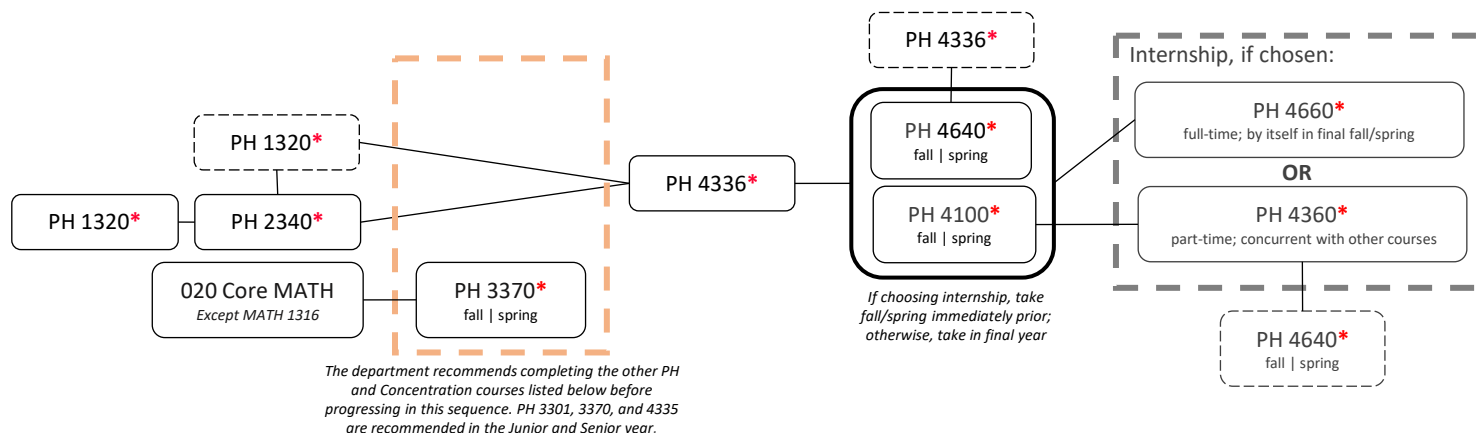 PH 4336*
Internship, if chosen:
PH 4660*
full-time; by itself in final fall/spring
OR
PH 4360*
part-time; concurrent with other courses
PH 4640*
fall | spring
PH 4640*
fall | spring
PH 4100*
fall | spring
If choosing internship, take
fall/spring immediately prior;
otherwise, take in final year
PH 4336*
PH 1320*
PH 1320*
PH 2340*
020 Core MATH
Except MATH 1316
PH 3370*
fall | spring
The department recommends completing the other PH
and Concentration courses listed below before
progressing in this sequence. PH 3301, 3370, and 4335
are recommended in the Junior and Senior year.